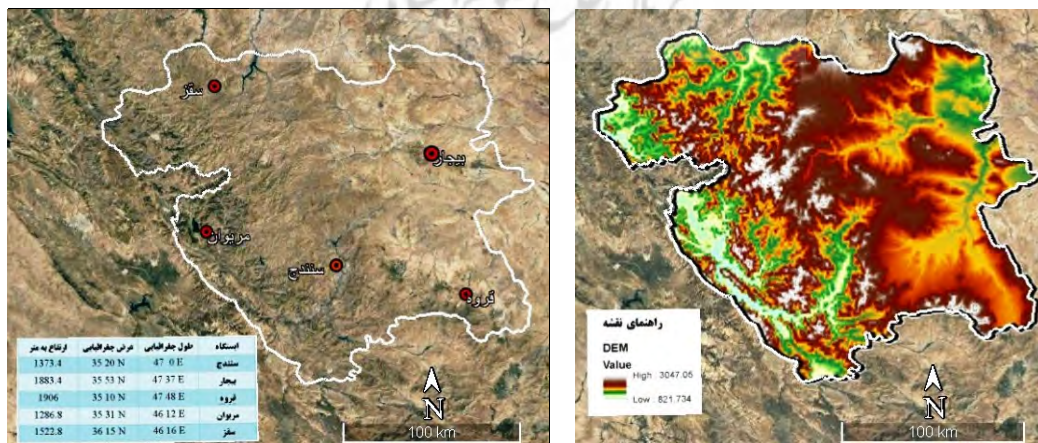 سقز
بیجار
مریوان
سنندج
قروه
ایستگاه طول جغرافیایی عرض جغرافیایی ارتفاع به متر
سنندج 47 0 E 35 20 N 1373.4
بیجار 47 37 E 35 53 N 1883.4
قروه 47 48 E 35 10 N 1906
مریوان 46 12 E 35 31 N 1286.8
سقز 46 16 E 36 15 N 1522.8
N
100 km
راهنمای نقشه
DEM
Value
High : 3047.05
Low : 821.734
N
100 km